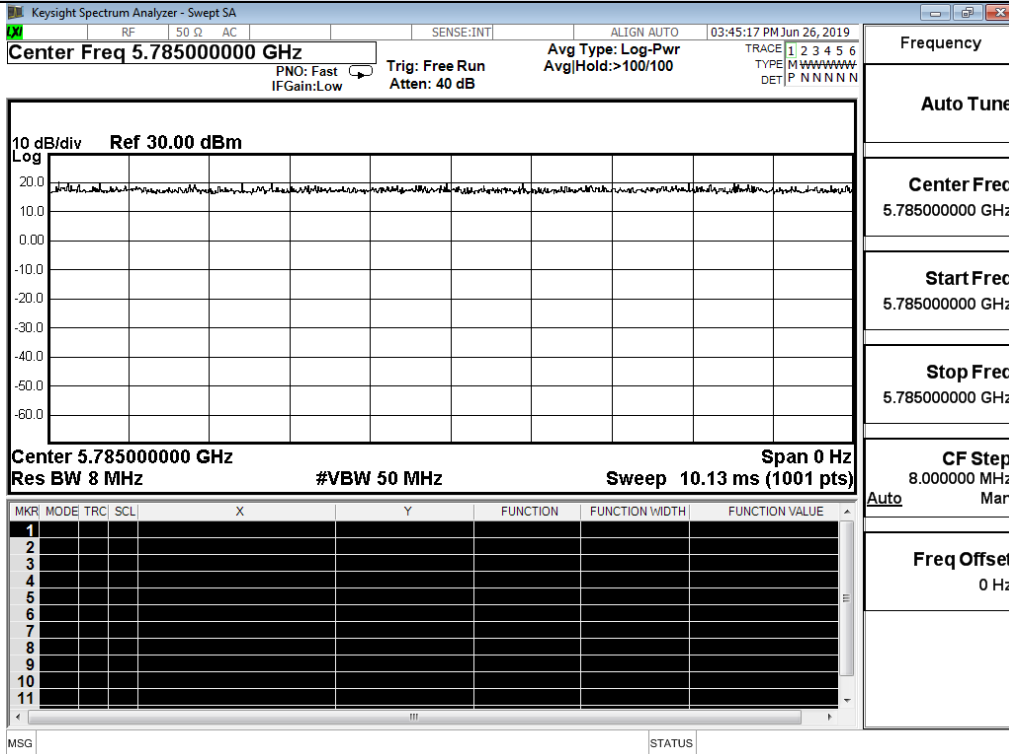 Keysight Spectrum Analyzer - Swept SA
LXI RF 50 Ω AC SENSE:INT ALIGN AUTO 03:45:17 PM Jun 26, 2019
Center Freq 5.785000000 GHz
PNO: Fast
IFGain:Low
Trig: Free Run
Atten: 40 dB
Avg Type: Log-Pwr
Avg|Hold:>100/100
TRACE 1 2 3 4 5 6
TYPE M WWWWW
DET P N N N N N
10 dB/div Ref 30.00 dBm
Log
20.0
10.0
0.00
-10.0
-20.0
-30.0
-40.0
-50.0
-60.0
Center 5.785000000 GHz Span 0 Hz
Res BW 8 MHz #VBW 50 MHz Sweep 10.13 ms (1001 pts)
MKR MODE TRC SCL X Y FUNCTION FUNCTION WIDTH FUNCTION VALUE
1
2
3
4
5
6
7
8
9
10
11
MSG STATUS
Frequency
Auto Tune
Center Freq
5.785000000 GHz
Start Freq
5.785000000 GHz
Stop Freq
5.785000000 GHz
CF Step
8.000000 MHz
Auto Man
Freq Offset
0 Hz